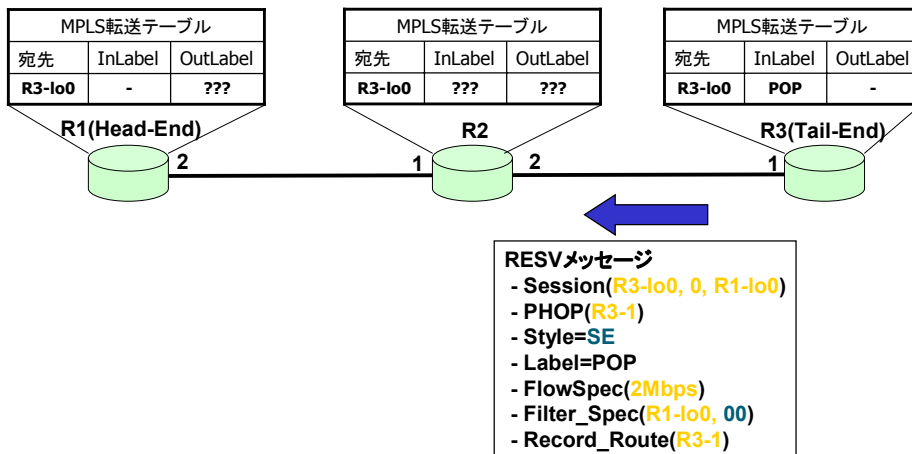 MPLS転送テーブル
宛先 InLabel OutLabel
R3-lo0 - ???
MPLS転送テーブル
宛先 InLabel OutLabel
R3-lo0 ??? ???
MPLS転送テーブル
宛先 InLabel OutLabel
R3-lo0 POP -
R1(Head-End)
R2
R3(Tail-End)
2
1
2
1
RESVメッセージ
- Session(R3-lo0, 0, R1-lo0)
- PHOP(R3-1)
- Style=SE
- Label=POP
- FlowSpec(2Mbps)
- Filter_Spec(R1-lo0, 00)
- Record_Route(R3-1)